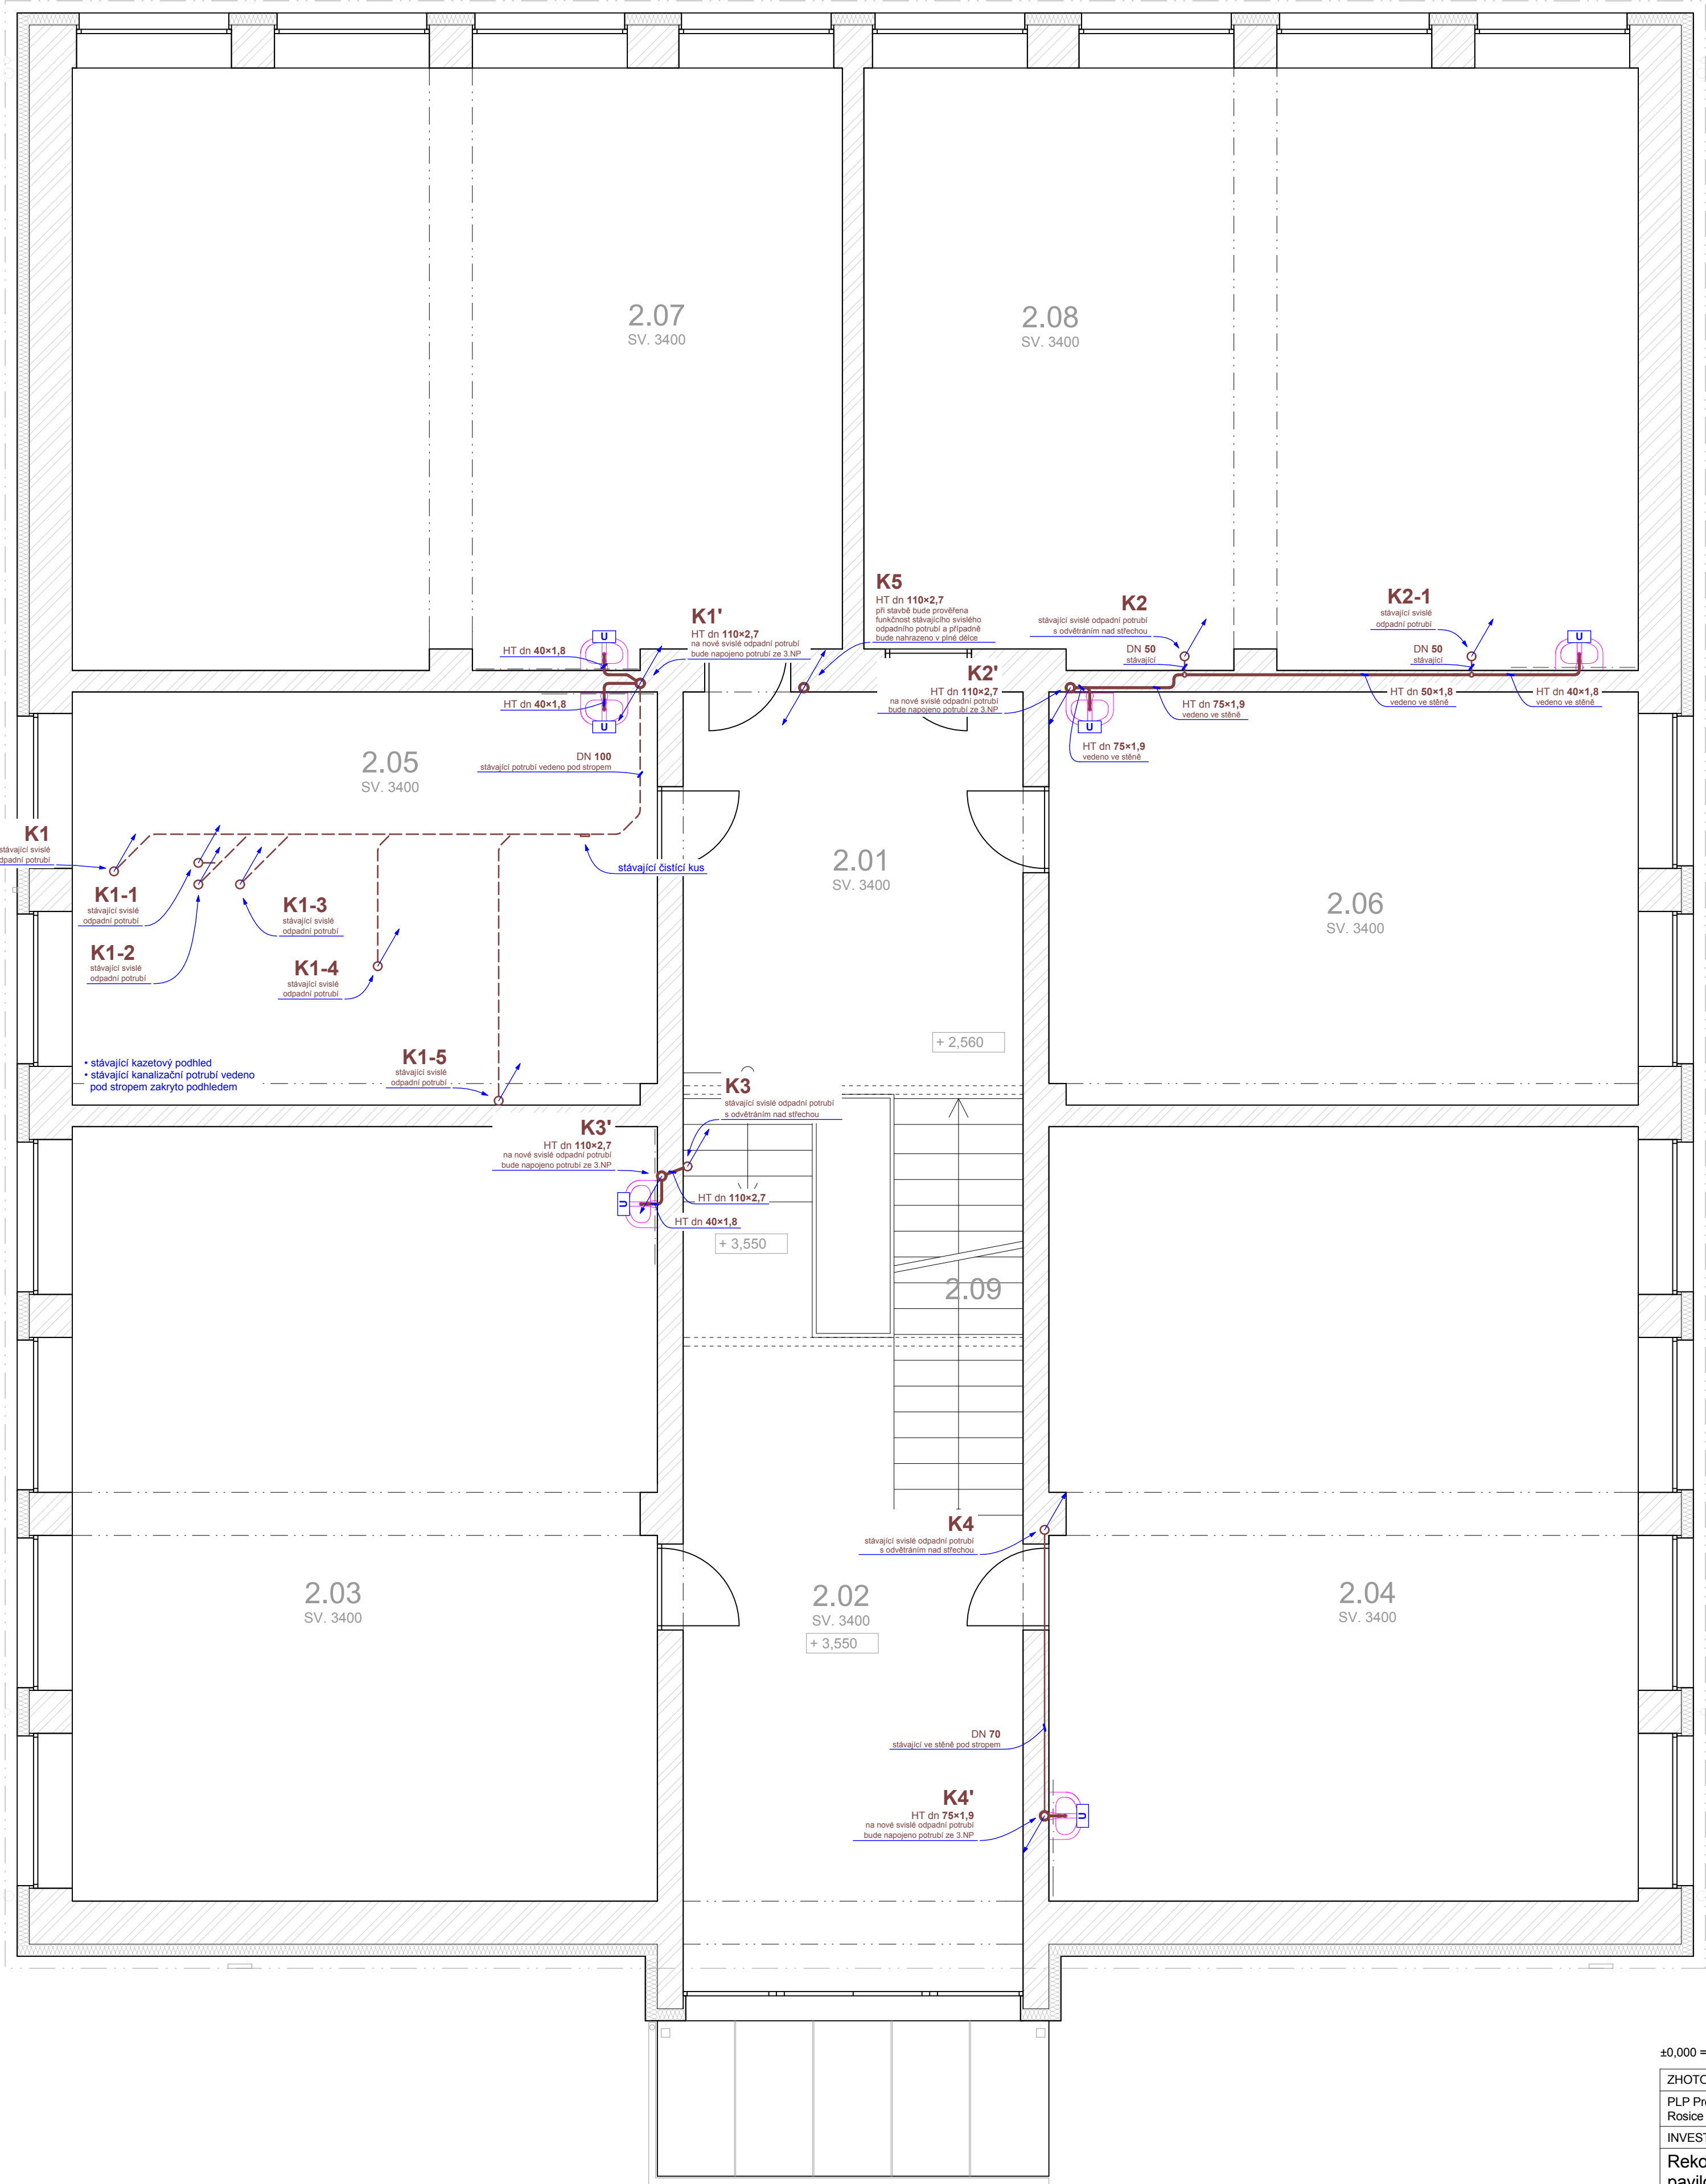 2.07
SV. 3400
2.08
SV. 3400
K1'
HT dn 110×2,7
na nové svislé odpadní potrubí
bude napojeno potrubí ze 3.NP
HT dn 40×1,8
U
HT dn 40×1,8
U
DN 100
stávající potrubí vedeno pod stropem
K5
HT dn 110×2,7
při stavbě bude prověřena
funkčnost stávajícího svislého
odpadního potrubí a případně
bude nahrazeno v plné délce
K2
stávající svislé odpadní potrubí
s odvětráním nad střechou
DN 50
stávající
K2-1
stávající svislé
odpadní potrubí
DN 50
stávající
U
K2'
HT dn 110×2,7
na nové svislé odpadní potrubí
bude napojeno potrubí ze 3.NP
HT dn 75×1,9
vedeno ve stěně
HT dn 50×1,8
vedeno ve stěně
HT dn 40×1,8
vedeno ve stěně
U
HT dn 75×1,9
vedeno ve stěně
2.05
SV. 3400
K1
stávající svislé
odpadní potrubí
K1-1
stávající svislé
odpadní potrubí
K1-2
stávající svislé
odpadní potrubí
K1-3
stávající svislé
odpadní potrubí
K1-4
stávající svislé
odpadní potrubí
stávající čistící kus
2.01
SV. 3400
2.06
SV. 3400
+ 2,560
• stávající kazetový podhled
• stávající kanalizační potrubí vedeno
pod stropem zakryto podhledem
K1-5
stávající svislé
odpadní potrubí
K3
stávající svislé odpadní potrubí
s odvětráním nad střechou
K3'
HT dn 110×2,7
na nové svislé odpadní potrubí
bude napojeno potrubí ze 3.NP
U
HT dn 110×2,7
HT dn 40×1,8
+ 3,550
2.09
K4
stávající svislé odpadní potrubí
s odvětráním nad střechou
2.03
SV. 3400
2.02
SV. 3400
+ 3,550
2.04
SV. 3400
DN 70
stávající ve stěně pod stropem
K4'
HT dn 75×1,9
na nové svislé odpadní potrubí
bude napojeno potrubí ze 3.NP
U
±0,000 =
ZHOTO
PLP Pr
Rosice
INVEST
Reko
pavil